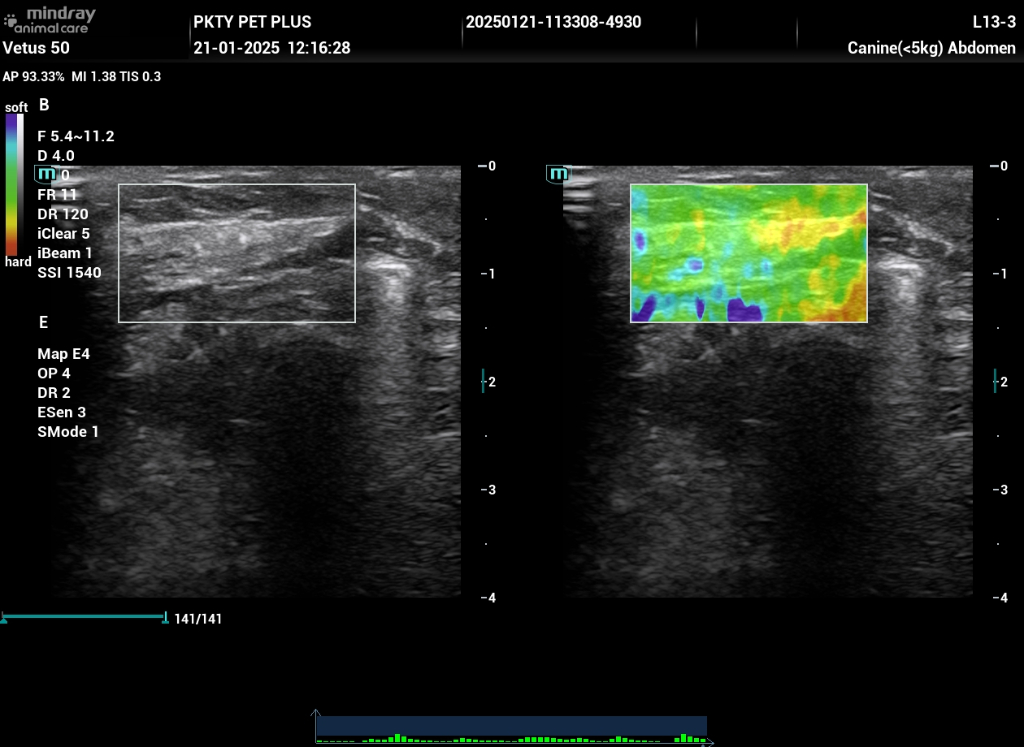 mindray
animal care
PKTY PET PLUS
20250121-113308-4930
L13-3
Vetus 50
21-01-2025 12:16:28
Canine(<5kg) Abdomen
AP 93.33% MI 1.38 TIS 0.3
soft
hard
B
F 5.4~11.2
D 4.0
0
FR 11
DR 120
iClear 5
iBeam 1
SSI 1540
E
Map E4
OP 4
DR 2
ESen 3
SMode 1
m
0
1
2
3
4
m
0
1
2
3
4
141/141